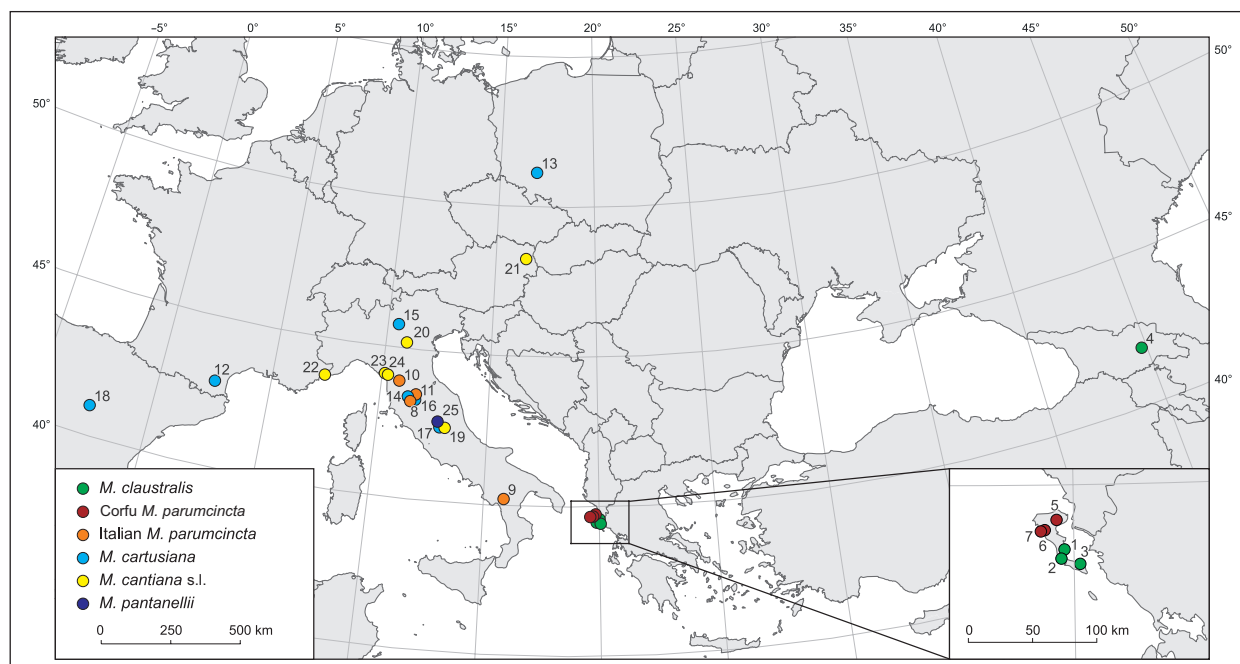 -5° 0° 5° 10° 15° 20° 25° 30° 35° 40° 45° 50°
50° 50°
13
45° 45°
21
15
20
4
22 23 24 10
12
40°
18
14 11
8 16
25
40°
17 19
9
M. claustralis
Corfu M. parumcincta
Italian M. parumcincta
M. cartusiana
M. cantiana s.l.
M. pantanellii
0 250 500 km
5
7
6
1
3
2
0 50 100 km